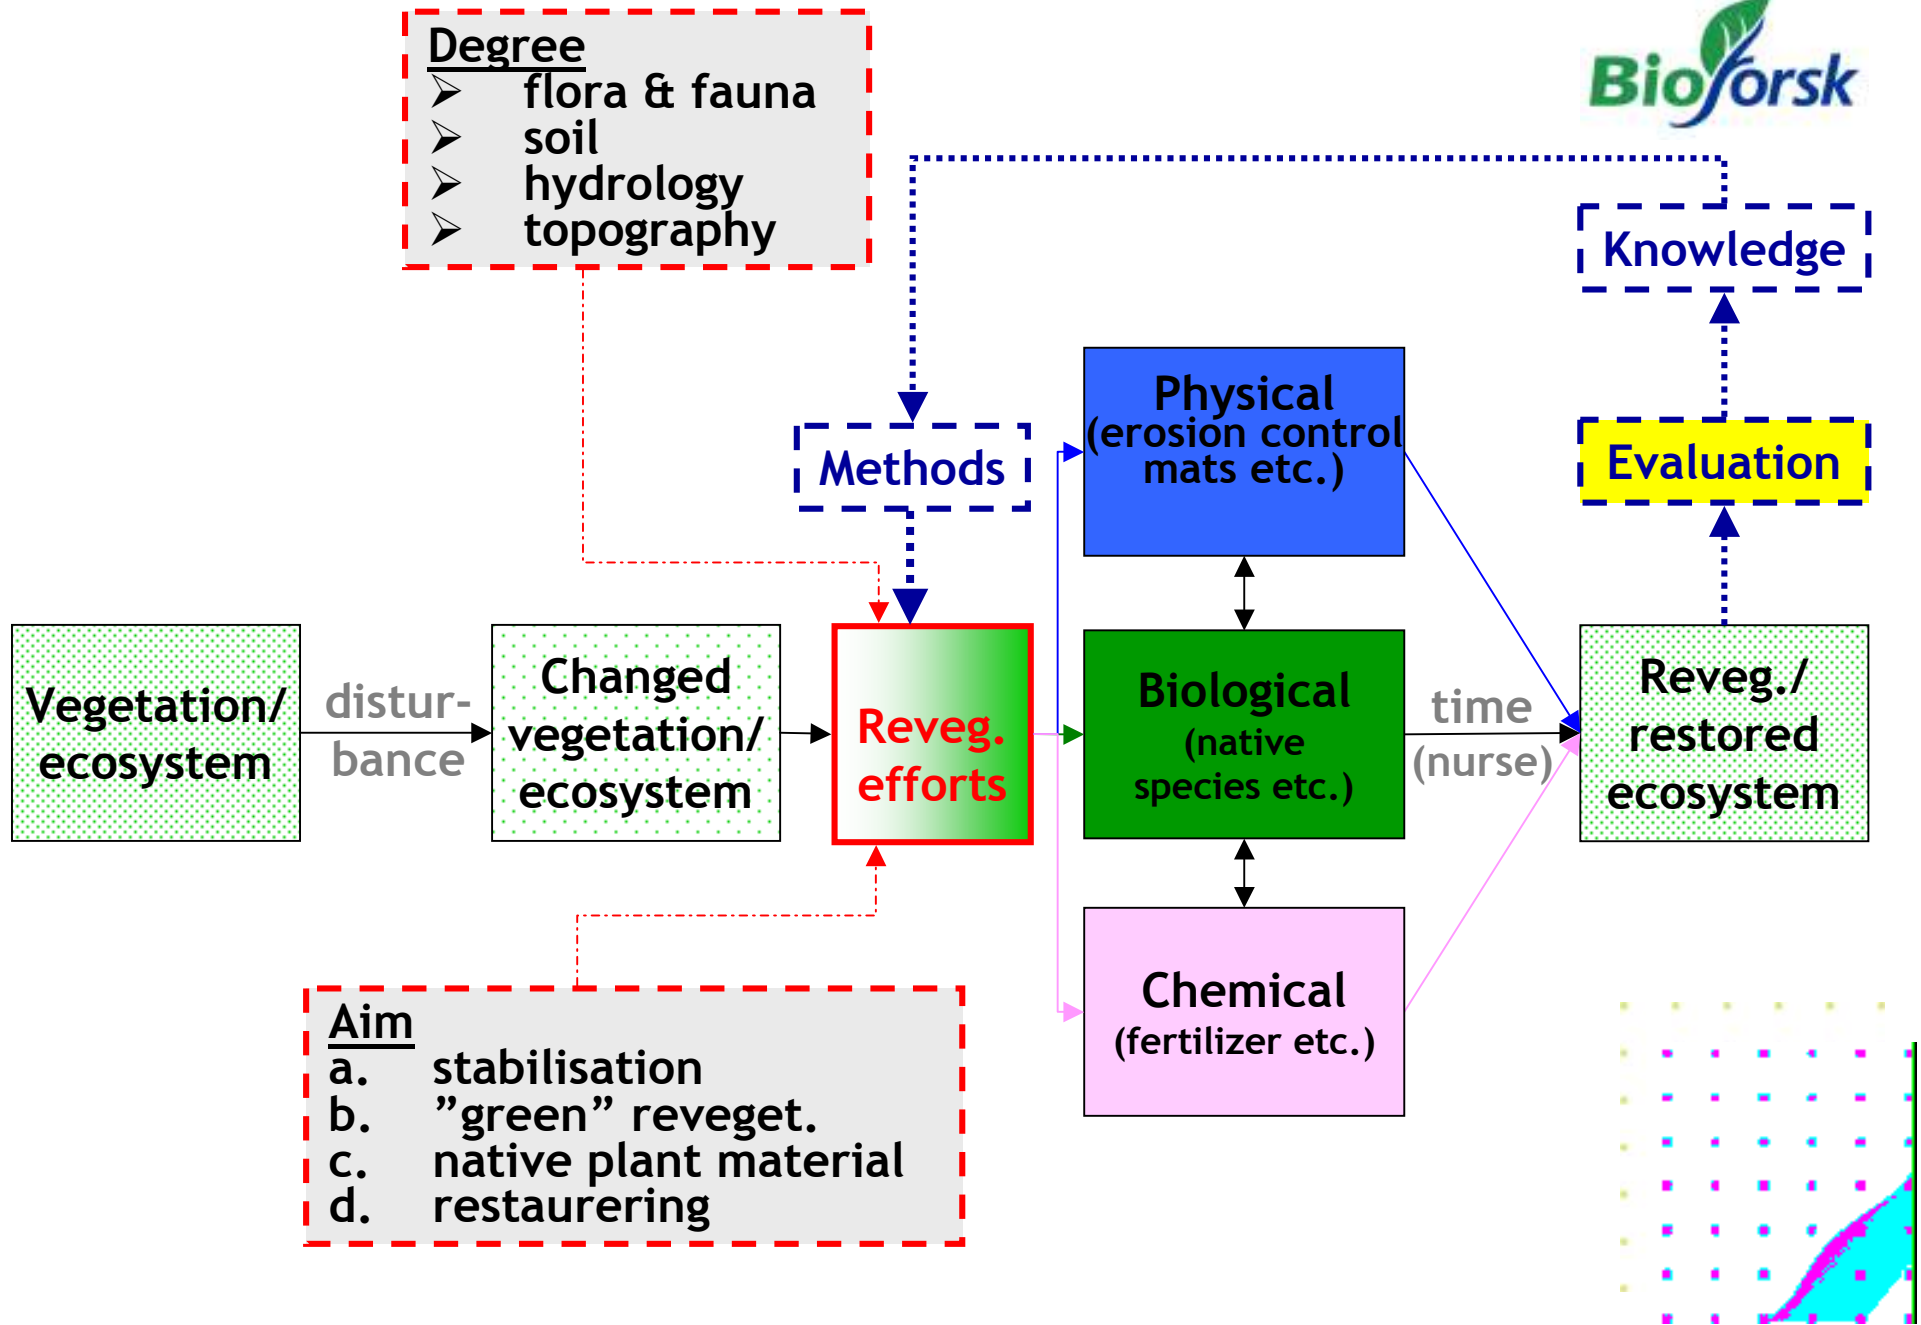 Degree
➢ flora & fauna
➢ soil
➢ hydrology
➢ topography
Bioforsk
Knowledge
Physical
(erosion control
mats etc.)
Methods
Evaluation
Vegetation/
ecosystem
distur-
bance
Changed
vegetation/
ecosystem
Reveg.
efforts
Biological
(native
species etc.)
time
(nurse)
Reveg./
restored
ecosystem
Chemical
(fertilizer etc.)
Aim
a. stabilisation
b. ”green” reveget.
c. native plant material
d. restaurering